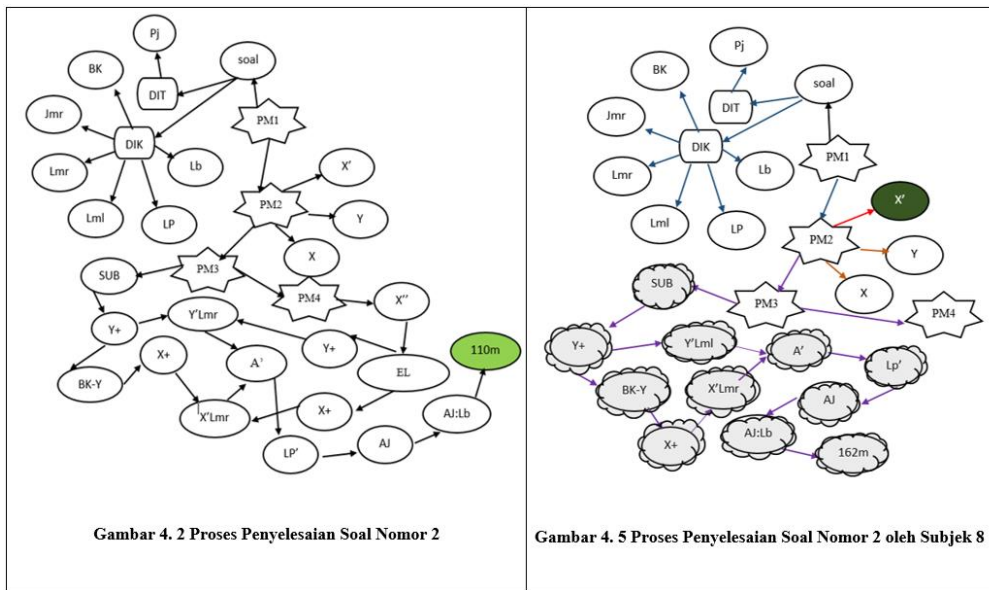 Pj
soal
BK
DIT
Jmr
PM1
DIK
Lmr
Lb
X'
PM2
Lml
LP
Y
X
SUB
PM3
PM4
X''
Y'Lmr
Y+
Y+
110m
X+
A'
EL
BK-Y
X'Lmr
X+
AJ:Lb
LP'
AJ
Gambar 4. 2 Proses Penyelesaian Soal Nomor 2
Pj
BK
soal
DIT
Jmr
DIK
PM1
Lmr
Lb
X'
Lml
LP
PM2
Y
SUB
X
PM3
PM4
Y+
Y'Lml
A'
Lp'
BK-Y
X'Lmr
AJ
X+
AJ:Lb
162m
Gambar 4. 5 Proses Penyelesaian Soal Nomor 2 oleh Subjek 8